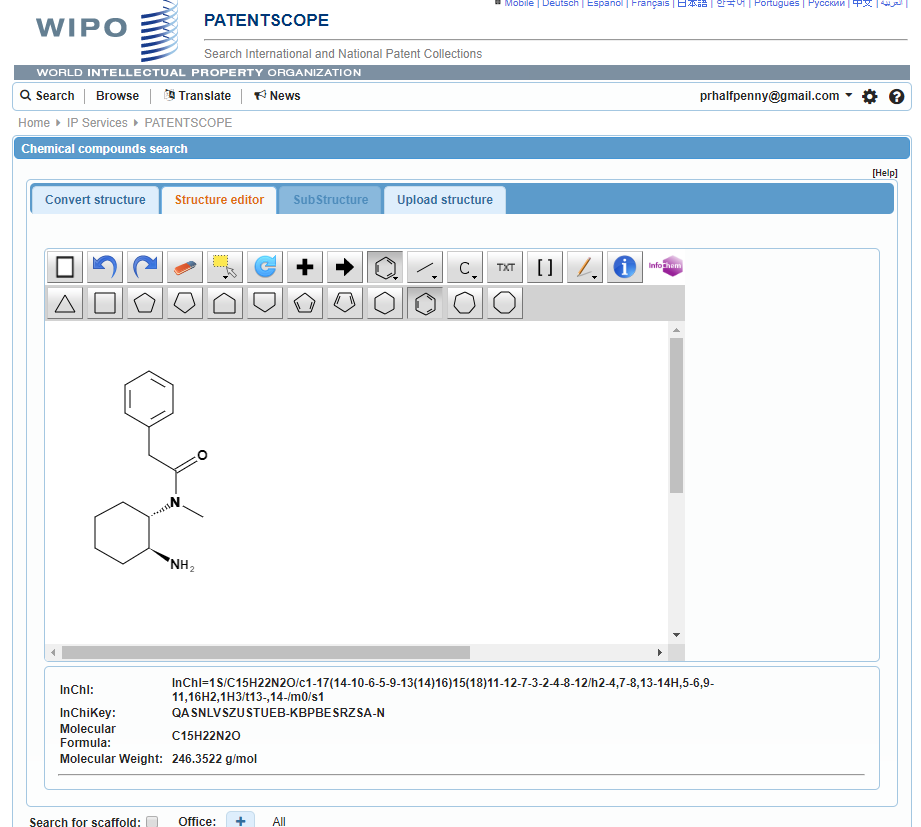 Mobile | Deutsch | Español | Français | 日本語 | 한국어 | Português | Русский | 中文 | العربية |
WIPO
PATENTSCOPE
Search International and National Patent Collections
WORLD INTELLECTUAL PROPERTY ORGANIZATION
Search Browse Translate News prhalfpenny@gmail.com
Home IP Services PATENTSCOPE
Chemical compounds search
[Help]
Convert structure Structure editor SubStructure Upload structure
C TXT [ ] i InfoChem
O
N
NH2
InChI: InChI=1S/C15H22N2O/c1-17(14-10-6-5-9-13(14)16)15(18)11-12-7-3-2-4-8-12/h2-4,7-8,13-14H,5-6,9-
11,16H2,1H3/t13-,14-/m0/s1
InChiKey: QASNLVSZUSTUEB-KBPBESRZSA-N
Molecular
Formula: C15H22N2O
Molecular Weight: 246.3522 g/mol
Search for scaffold: Office: + All